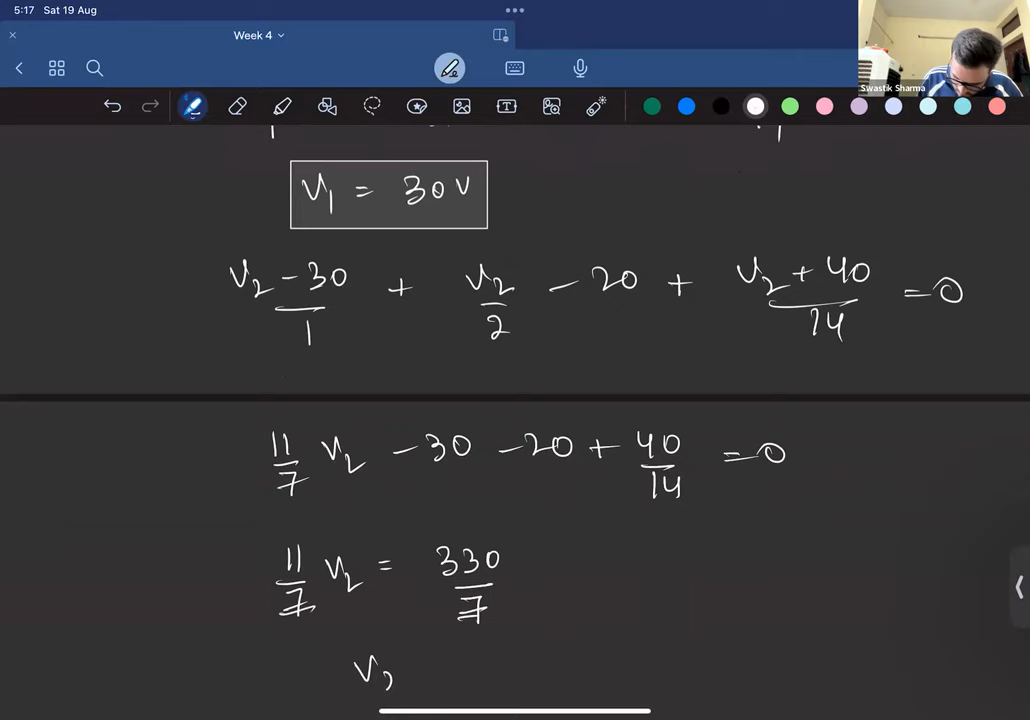 5:17 Sat 19 Aug
Week 4
Swastik Sharma
V₁ = 30V
V₂ - 30 / 1 + V₂ / 2 - 20 + V₂ + 40 / 14 = 0
11/7 V₂ - 30 - 20 + 40/14 = 0
11/7 V₂ = 330/7
V₂